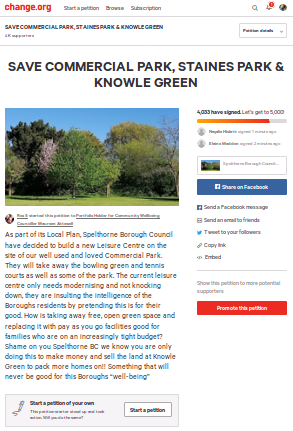 change.org
Start a petition Browse Subscription
SAVE COMMERCIAL PARK, STAINES PARK & KNOWLE GREEN
4K supporters
Petition details
SAVE COMMERCIAL PARK, STAINES PARK &
KNOWLE GREEN
4,033 have signed. Let's get to 5,000!
signed 1 minutes ago
signed 2 minutes ago
Share on Facebook
Send a Facebook message
Send an email to friends
Tweet to your followers
Copy link
Embed
Show this petition to more potential
supporters
Promote this petition
started this petition to Portfolio Holder for Community Wellbeing
As part of its Local Plan, Spelthorne Borough Council
have decided to build a new Leisure Centre on the
site of our well used and loved Commercial Park.
They will take away the bowling green and tennis
courts as well as some of the park. The current leisure
centre only needs modernising and not knocking
down, they are insulting the intelligence of the
Boroughs residents by pretending this is for their
good. How is taking away free, open green space and
replacing it with pay as you go facilities good for
families who are on an increasingly tight budget?
Shame on you Spelthorne BC we know you are only
doing this to make money and sell the land at Knowle
Green to pack more homes on!! Something that will
never be good for this Boroughs "well-being"
Start a petition of your own
This petition starter stood up and took
action. Will you do the same?
Start a petition